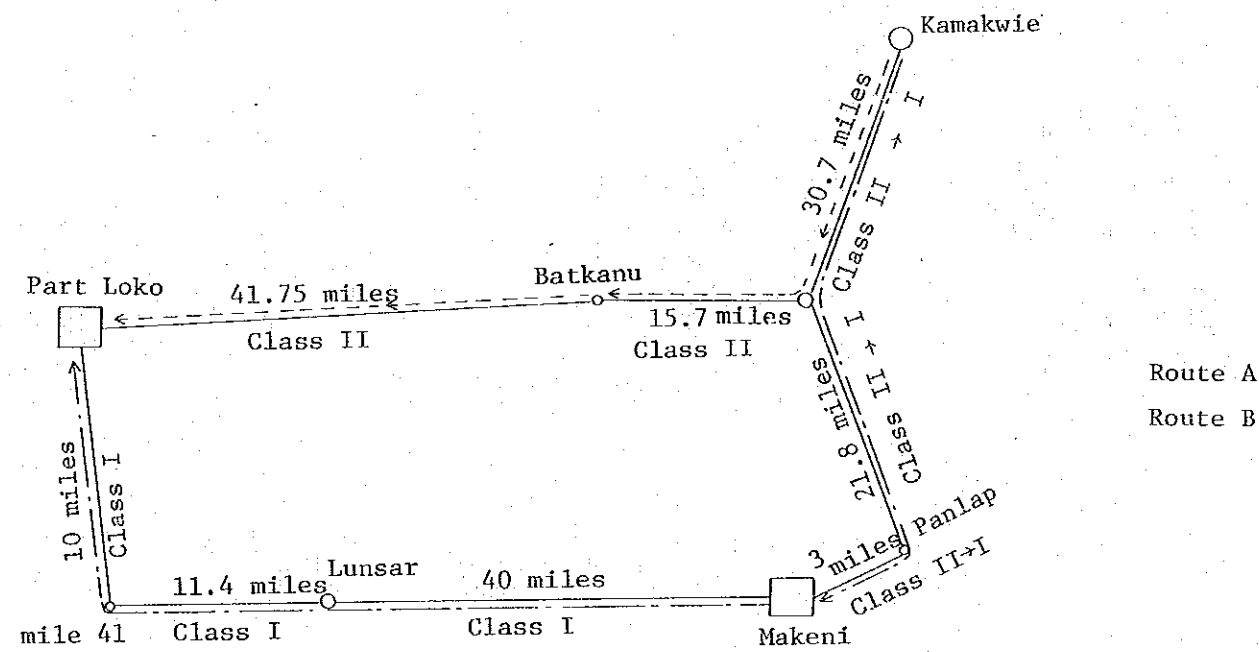 Kamakwie
30.7 miles
Class II → I
Part Loko
41.75 miles
Class II
Batkanu
15.7 miles
Class II
21.8 miles
Class II → I
Route A
Route B
10 miles
Class I
Panlap
3 miles
Class II→I
mile 41
11.4 miles
Class I
Lunsar
40 miles
Class I
Makeni